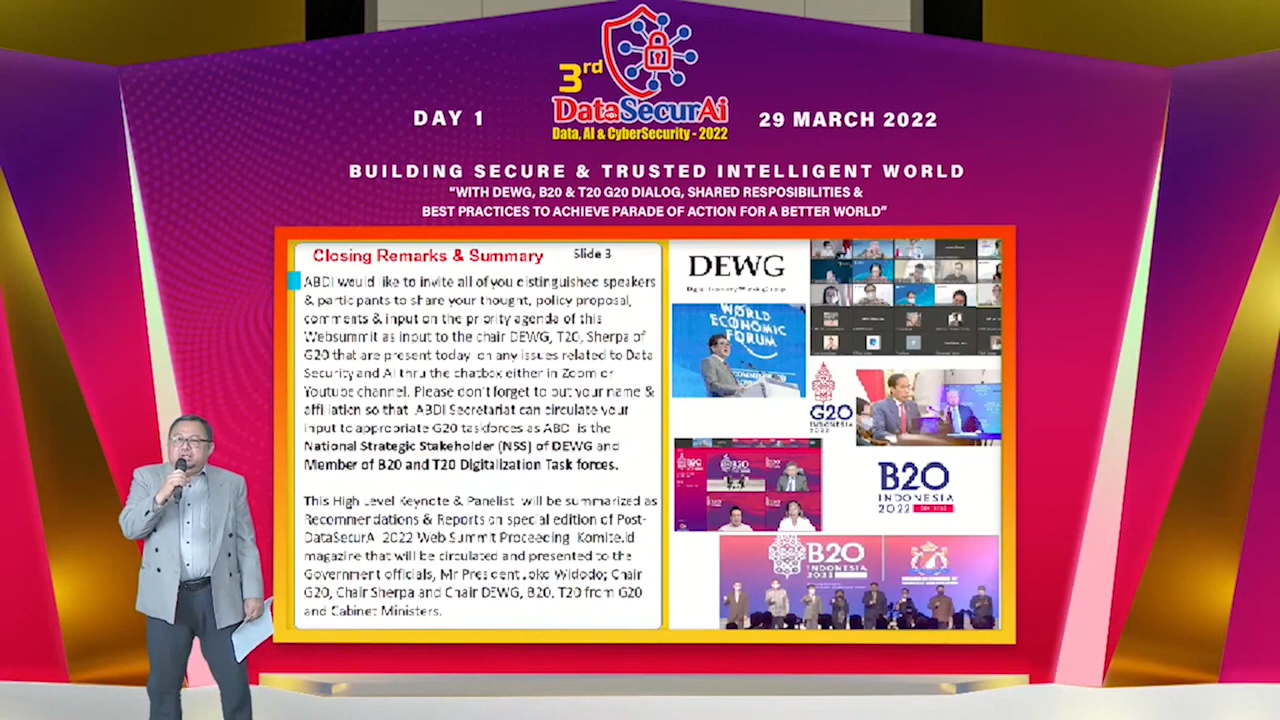 3rd
DataSecurAi
Data, AI & CyberSecurity - 2022
DAY 1
29 MARCH 2022
BUILDING SECURE & TRUSTED INTELLIGENT WORLD
“WITH DEWG, B20 & T20 G20 DIALOG, SHARED RESPOSIBILITIES &
BEST PRACTICES TO ACHIEVE PARADE OF ACTION FOR A BETTER WORLD”
Closing Remarks & Summary
Slide 3
ABDI would like to invite all of you distinguished speakers
& participants to share your thought, policy proposal,
comments & input on the priority agenda of this
Websummit as input to the chair DEWG, T20, Sherpa of
G20 that are present today on any issues related to Data
Security and AI thru the chatbox either in Zoom or
Youtube channel. Please don't forget to put your name &
affiliation so that ABDI Secretariat can circulate your
input to appropriate G20 taskforces as ABDI is the
National Strategic Stakeholder (NSS) of DEWG and
Member of B20 and T20 Digitalization Task forces.
This High Level Keynote & Panelist will be summarized as
Recommendations & Reports on special edition of Post-
DataSecurAI 2022 Web Summit Proceeding Komite.id
magazine that will be circulated and presented to the
Government officials, Mr President Joko Widodo; Chair
G20, Chair Sherpa and Chair DEWG, B20, T20 from G20
and Cabinet Ministers.
DEWG
Digital Economy Working Group
WORLD
ECONOMIC
FORUM
G20
INDONESIA
2022
B20
INDONESIA
2022
B20
INDONESIA
2022